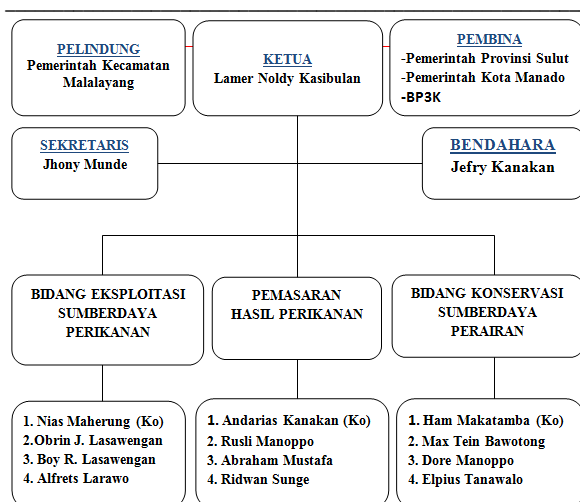 PELINDUNG
Pemerintah Kecamatan
Malalayang
KETUA
Lamer Noldy Kasibulan
PEMBINA
-Pemerintah Provinsi Sulut
-Pemerintah Kota Manado
-BP3K
SEKRETARIS
Jhony Munde
BENDAHARA
Jefry Kanakan
BIDANG EKSPLOITASI
SUMBERDAYA
PERIKANAN
PEMASARAN
HASIL PERIKANAN
BIDANG KONSERVASI
SUMBERDAYA
PERAIRAN
1. Nias Maherung (Ko)
2.Obrin J. Lasawengan
3. Boy R. Lasawengan
4. Alfrets Larawo
1. Andarias Kanakan (Ko)
2. Rusli Manoppo
3. Abraham Mustafa
4. Ridwan Sunge
1. Ham Makatamba (Ko)
2. Max Tein Bawotong
3. Dore Manoppo
4. Elpius Tanawalo